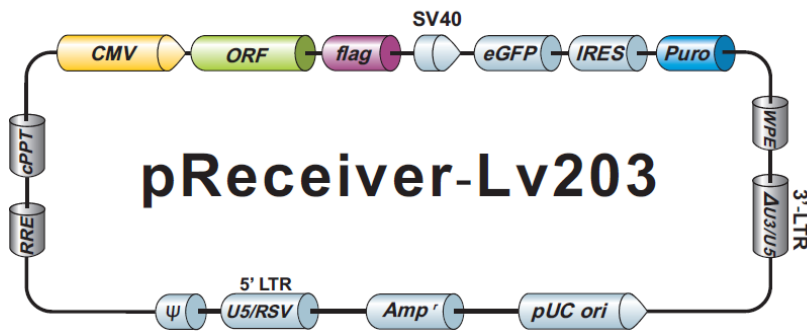 SV40
CMV
ORF
flag
eGFP
IRES
Puro
cPPT
WPE
pReceiver-Lv203
RRE
ΔU3/U5
3'-LTR
5' LTR
Ψ
U5/RSV
Amp r
pUC ori